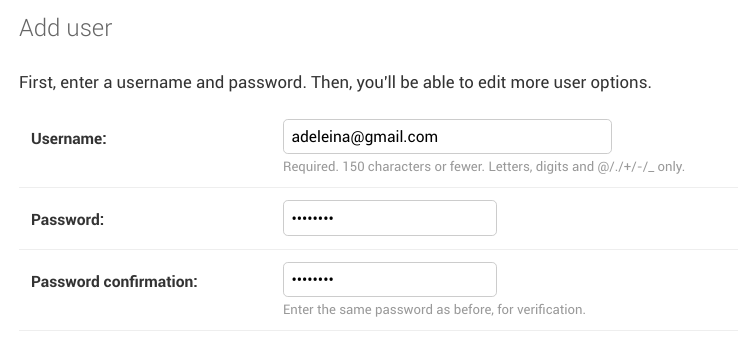 Add user
First, enter a username and password. Then, you'll be able to edit more user options.
Username: adeleina@gmail.com
Required. 150 characters or fewer. Letters, digits and @/./+/-/_ only.
Password: ••••••••
Password confirmation: ••••••••
Enter the same password as before, for verification.